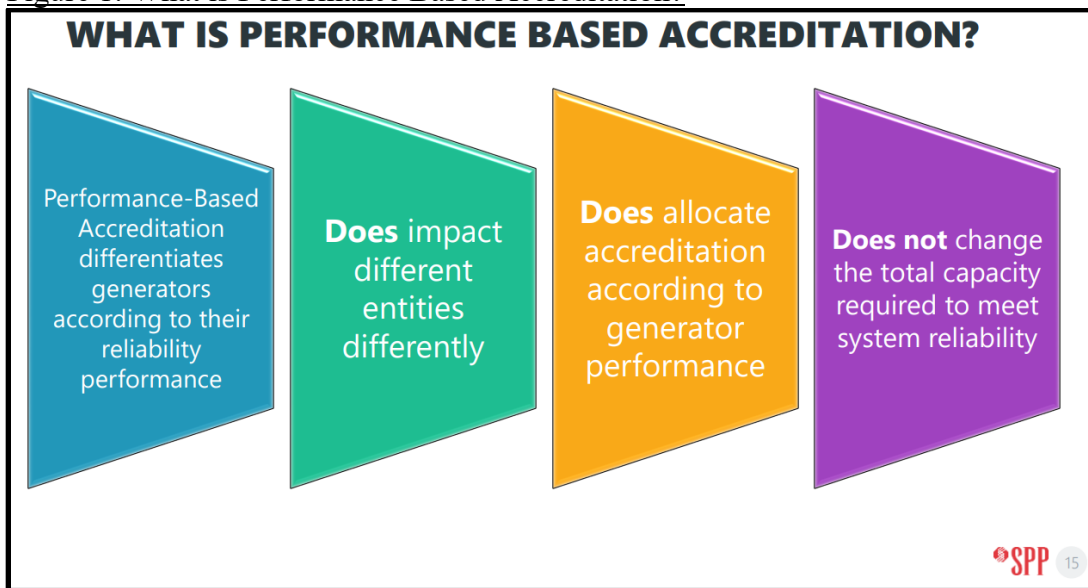 WHAT IS PERFORMANCE BASED ACCREDITATION?
Performance-Based
Accreditation
differentiates
generators
according to their
reliability
performance
Does impact
different
entities
differently
Does allocate
accreditation
according to
generator
performance
Does not change
the total capacity
required to meet
system reliability
SPP 15